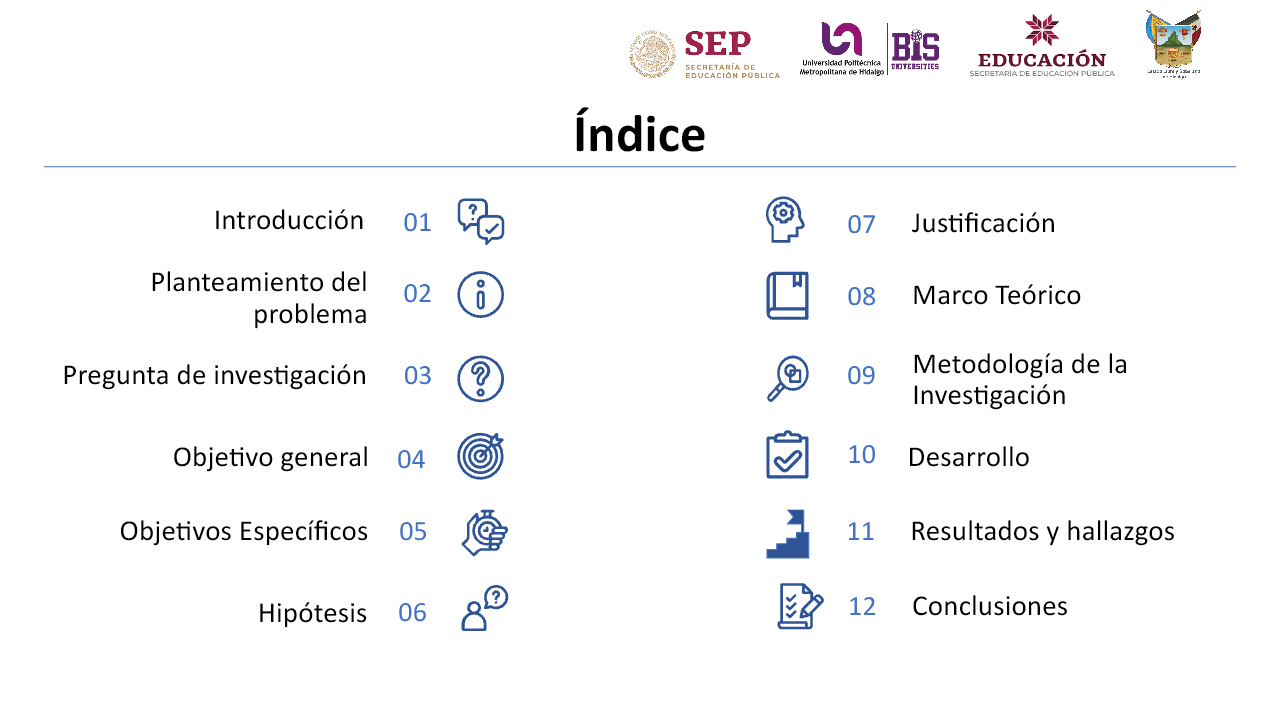 SEP
SECRETARÍA DE
EDUCACIÓN PÚBLICA
Universidad Politécnica
Metropolitana de Hidalgo
BIS
UNIVERSITIES
EDUCACIÓN
SECRETARÍA DE EDUCACIÓN PÚBLICA
Índice
Introducción 01
Planteamiento del
problema 02
Pregunta de investigación 03
Objetivo general 04
Objetivos Específicos 05
Hipótesis 06
07 Justificación
08 Marco Teórico
09 Metodología de la
Investigación
10 Desarrollo
11 Resultados y hallazgos
12 Conclusiones